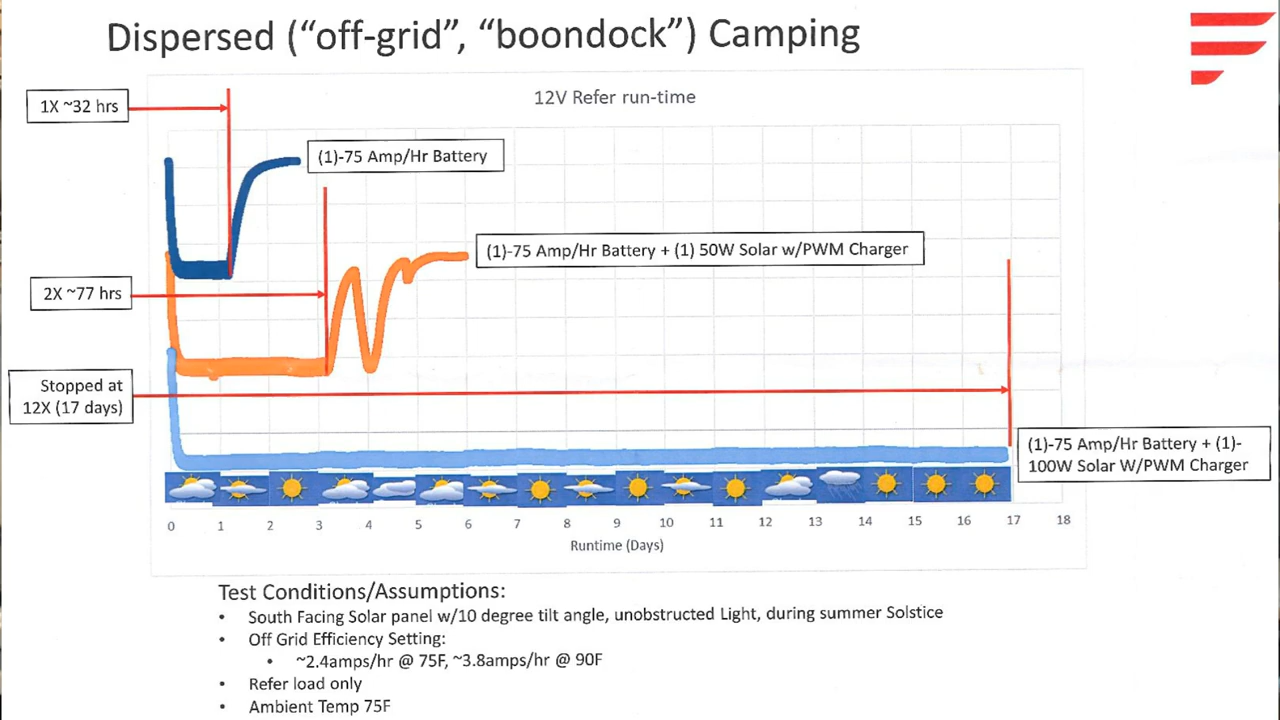 Dispersed (“off-grid”, “boondock”) Camping
12V Refer run-time
1X ~32 hrs
(1)-75 Amp/Hr Battery
(1)-75 Amp/Hr Battery + (1) 50W Solar w/PWM Charger
2X ~77 hrs
Stopped at
12X (17 days)
(1)-75 Amp/Hr Battery + (1)-
100W Solar W/PWM Charger
0 1 2 3 4 5 6 7 8 9 10 11 12 13 14 15 16 17 18
Runtime (Days)
Test Conditions/Assumptions:
• South Facing Solar panel w/10 degree tilt angle, unobstructed Light, during summer Solstice
• Off Grid Efficiency Setting:
• ~2.4amps/hr @ 75F, ~3.8amps/hr @ 90F
• Refer load only
• Ambient Temp 75F